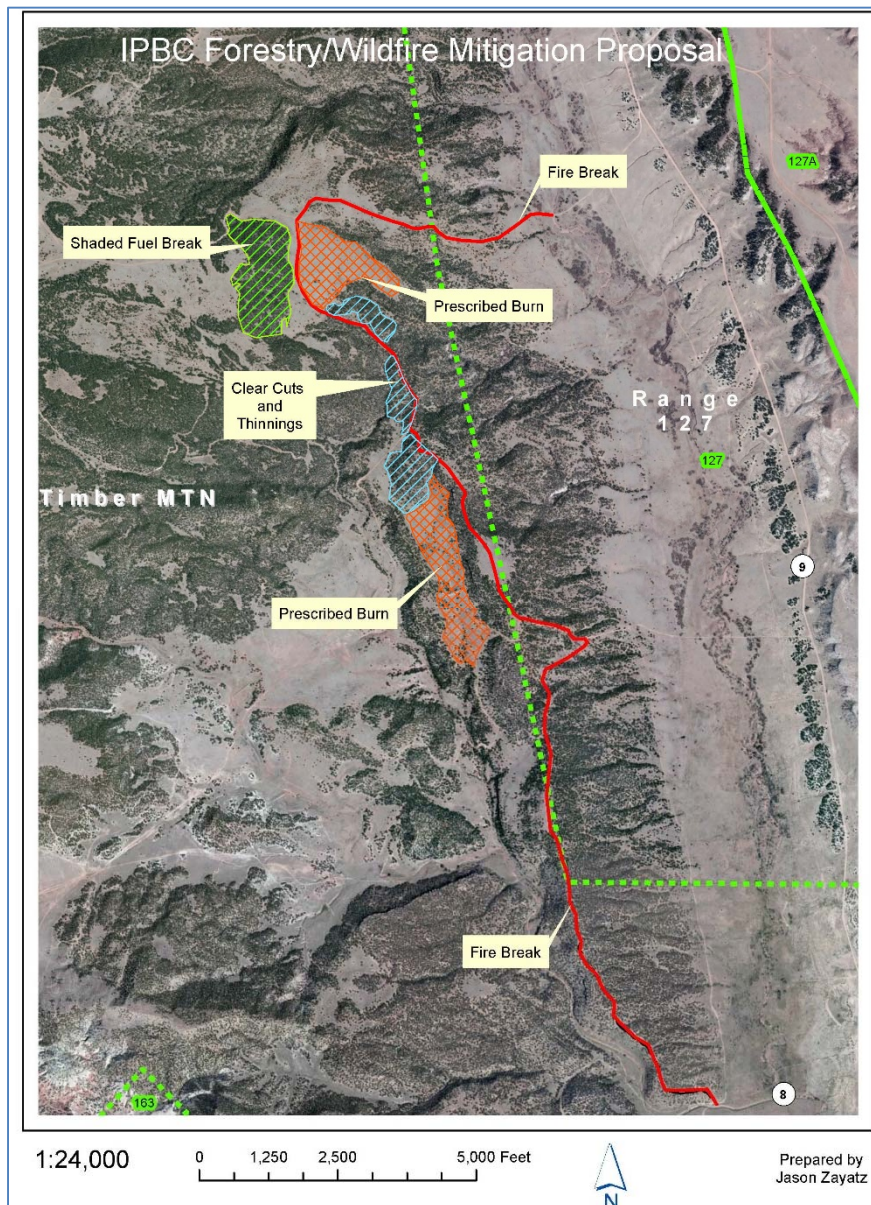 IPBC Forestry/Wildfire Mitigation Proposal
127A
Fire Break
Shaded Fuel Break
Prescribed Burn
Clear Cuts
and
Thinnings
Range
127
127
Timber MTN
9
Prescribed Burn
Fire Break
163
8
1:24,000
0 1,250 2,500 5,000 Feet
N
Prepared by
Jason Zayatz